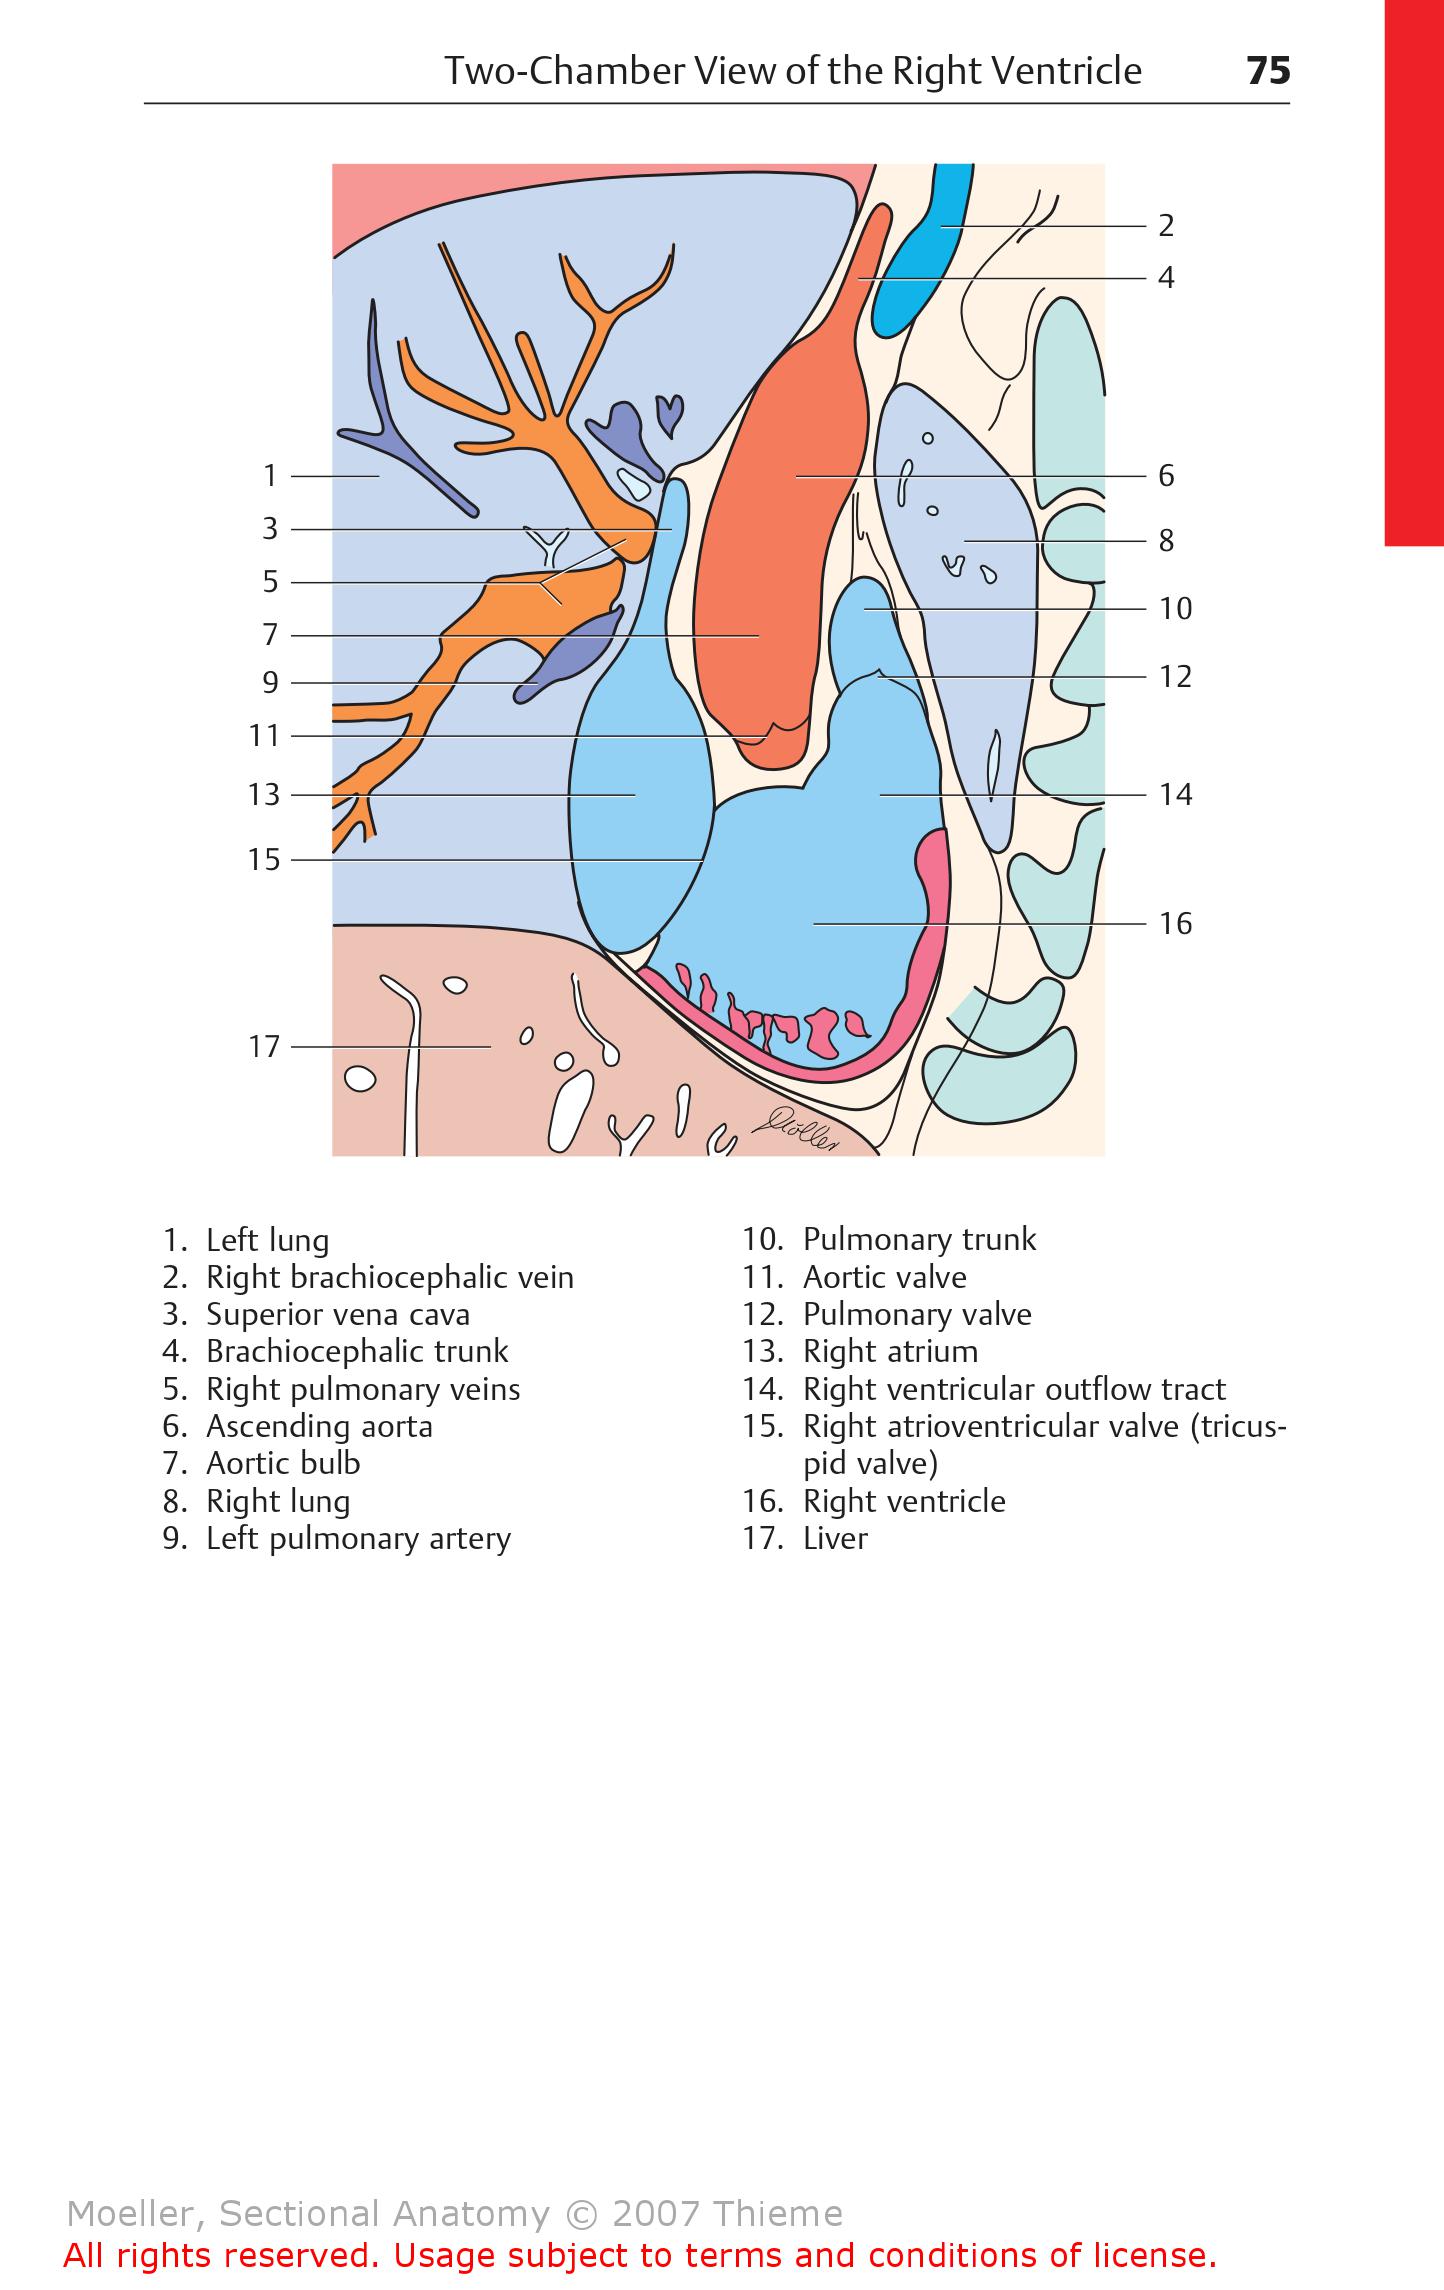 Two-Chamber View of the Right Ventricle 75
2
4
1
6
3
8
5
10
7
12
9
11
13
14
15
16
17
Möller
1. Left lung
2. Right brachiocephalic vein
3. Superior vena cava
4. Brachiocephalic trunk
5. Right pulmonary veins
6. Ascending aorta
7. Aortic bulb
8. Right lung
9. Left pulmonary artery
10. Pulmonary trunk
11. Aortic valve
12. Pulmonary valve
13. Right atrium
14. Right ventricular outflow tract
15. Right atrioventricular valve (tricus-
pid valve)
16. Right ventricle
17. Liver
Moeller, Sectional Anatomy © 2007 Thieme
All rights reserved. Usage subject to terms and conditions of license.